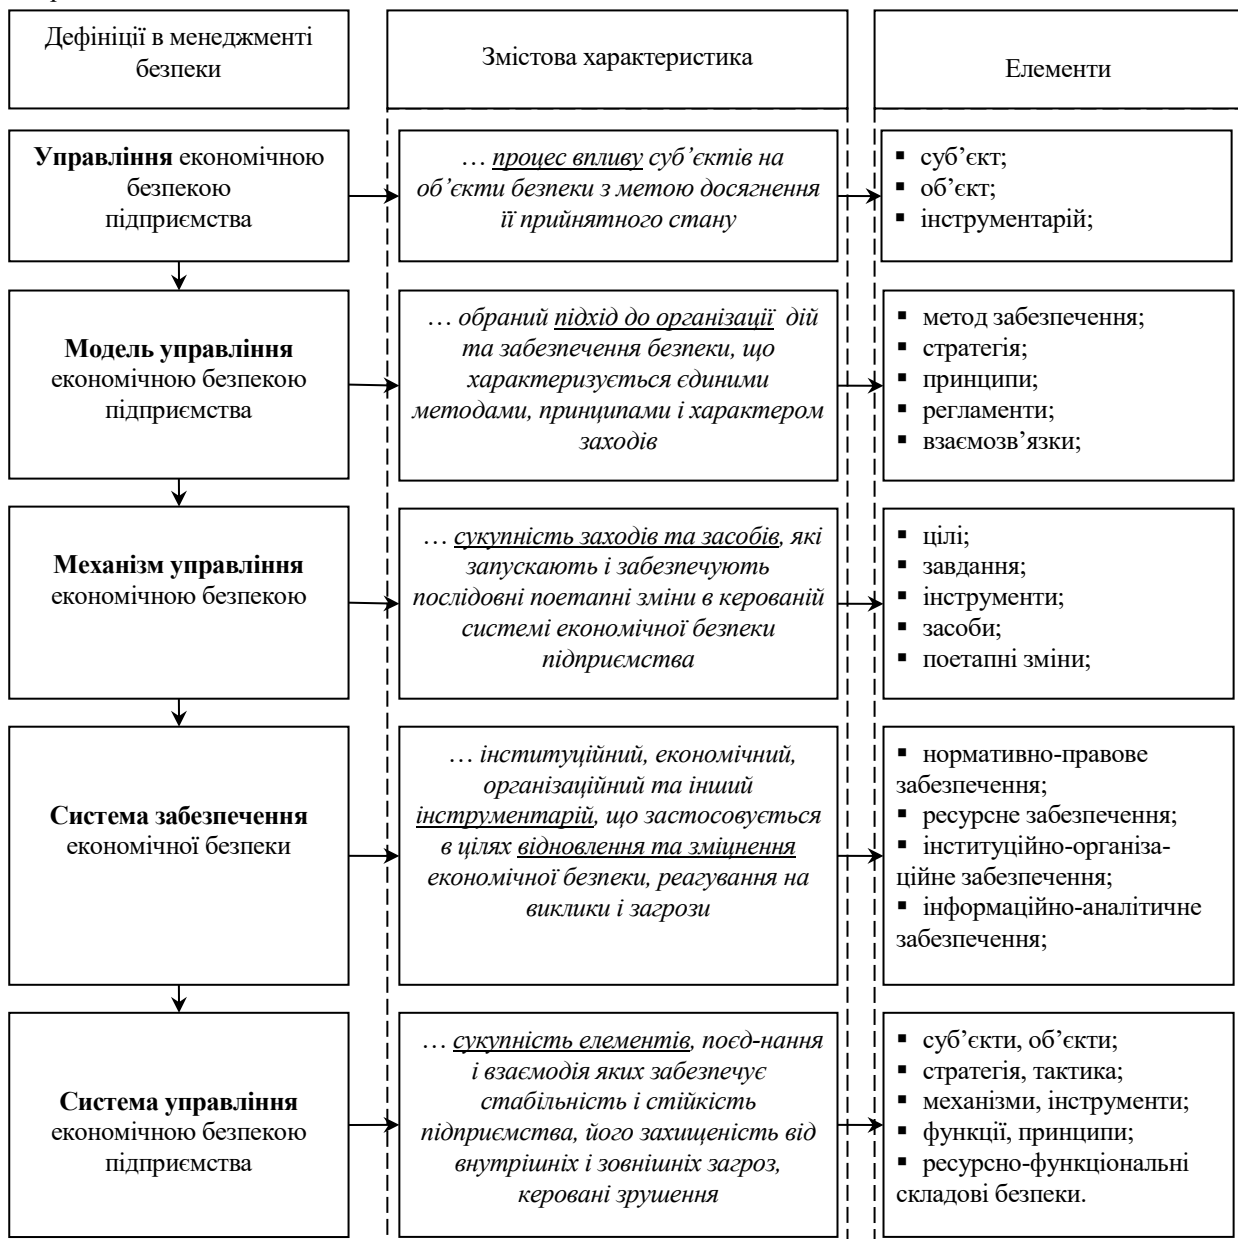 Дефініції в менеджменті
безпеки
Змістова характеристика
Елементи
Управління економічною
безпекою
підприємства
… процес впливу суб’єктів на
об’єкти безпеки з метою досягнення
її прийнятного стану
▪ суб’єкт;
▪ об’єкт;
▪ інструментарій;
Модель управління
економічною безпекою
підприємства
… обраний підхід до організації дій
та забезпечення безпеки, що
характеризується єдиними
методами, принципами і характером
заходів
▪ метод забезпечення;
▪ стратегія;
▪ принципи;
▪ регламенти;
▪ взаємозв’язки;
Механізм управління
економічною безпекою
… сукупність заходів та засобів, які
запускають і забезпечують
послідовні поетапні зміни в керованій
системі економічної безпеки
підприємства
▪ цілі;
▪ завдання;
▪ інструменти;
▪ засоби;
▪ поетапні зміни;
Система забезпечення
економічної безпеки
… інституційний, економічний,
організаційний та інший
інструментарій, що застосовується
в цілях відновлення та зміцнення
економічної безпеки, реагування на
виклики і загрози
▪ нормативно-правове
забезпечення;
▪ ресурсне забезпечення;
▪ інституційно-організа-
ційне забезпечення;
▪ інформаційно-аналітичне
забезпечення;
Система управління
економічною безпекою
підприємства
… сукупність елементів, поєд-нання
і взаємодія яких забезпечує
стабільність і стійкість
підприємства, його захищеність від
внутрішніх і зовнішніх загроз,
керовані зрушення
▪ суб’єкти, об’єкти;
▪ стратегія, тактика;
▪ механізми, інструменти;
▪ функції, принципи;
▪ ресурсно-функціональні
складові безпеки.